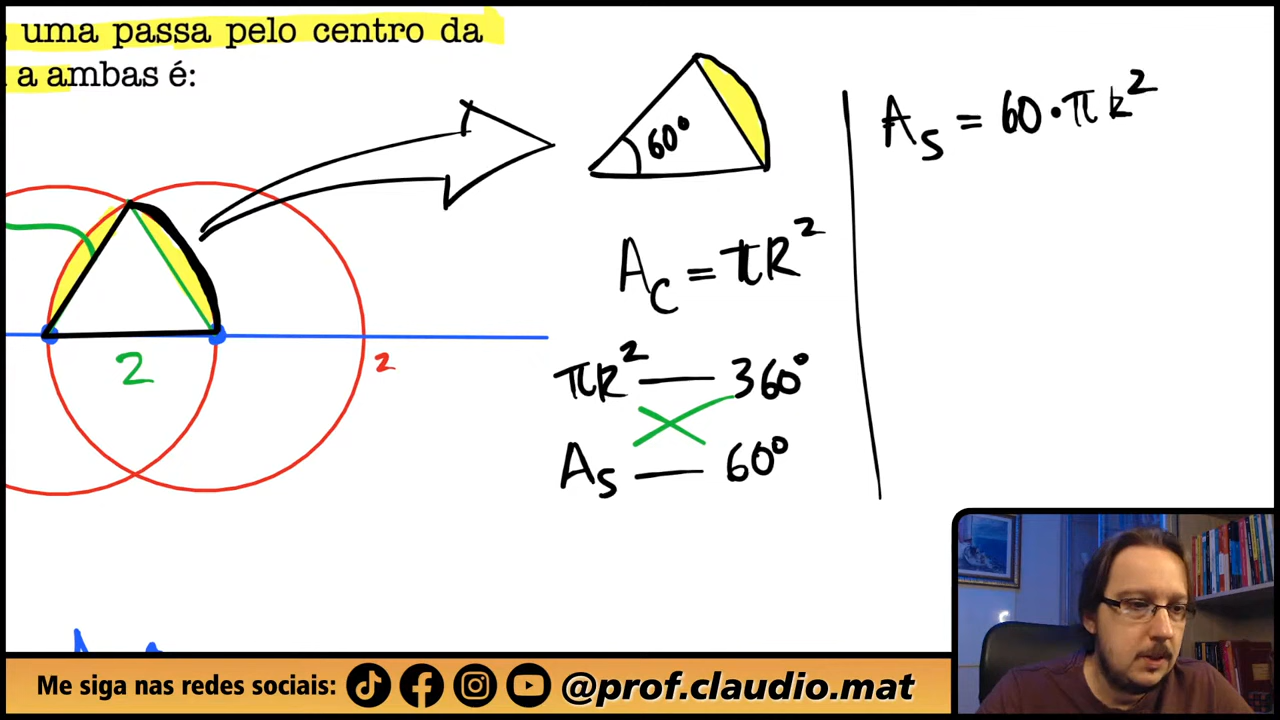 uma passa pelo centro da
a ambas é:
60°
A_S = 60·πR²
A_C = πR²
πR² — 360°
A_S — 60°
2
2
Me siga nas redes sociais: @prof.claudio.mat